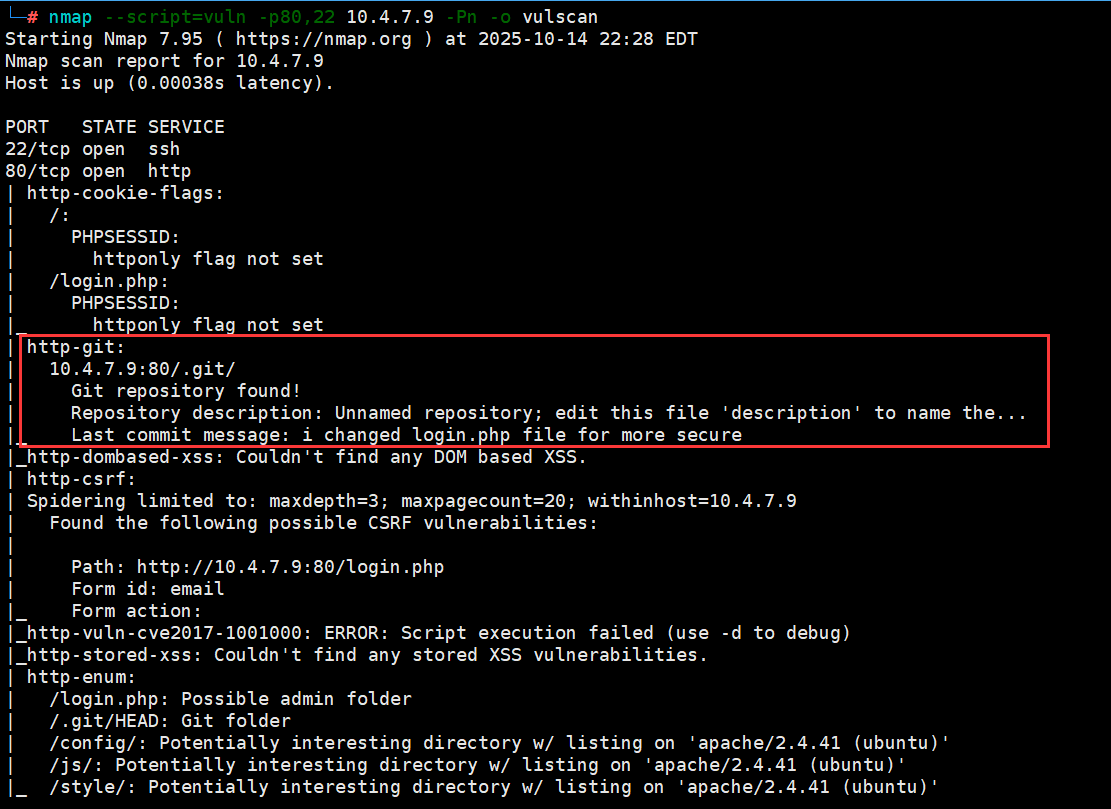 └─# nmap --script=vuln -p80,22 10.4.7.9 -Pn -o vulscan
Starting Nmap 7.95 ( https://nmap.org ) at 2025-10-14 22:28 EDT
Nmap scan report for 10.4.7.9
Host is up (0.00038s latency).

PORT   STATE SERVICE
22/tcp open  ssh
80/tcp open  http
| http-cookie-flags:
|   /:
|     PHPSESSID:
|       httponly flag not set
|   /login.php:
|     PHPSESSID:
|_      httponly flag not set
| http-git:
|   10.4.7.9:80/.git/
|     Git repository found!
|     Repository description: Unnamed repository; edit this file 'description' to name the...
|_    Last commit message: i changed login.php file for more secure
|_http-dombased-xss: Couldn't find any DOM based XSS.
| http-csrf:
| Spidering limited to: maxdepth=3; maxpagecount=20; withinhost=10.4.7.9
|   Found the following possible CSRF vulnerabilities:
|
|     Path: http://10.4.7.9:80/login.php
|     Form id: email
|_    Form action:
|_http-vuln-cve2017-1001000: ERROR: Script execution failed (use -d to debug)
|_http-stored-xss: Couldn't find any stored XSS vulnerabilities.
| http-enum:
|   /login.php: Possible admin folder
|   /.git/HEAD: Git folder
|   /config/: Potentially interesting directory w/ listing on 'apache/2.4.41 (ubuntu)'
|   /js/: Potentially interesting directory w/ listing on 'apache/2.4.41 (ubuntu)'
|_  /style/: Potentially interesting directory w/ listing on 'apache/2.4.41 (ubuntu)'